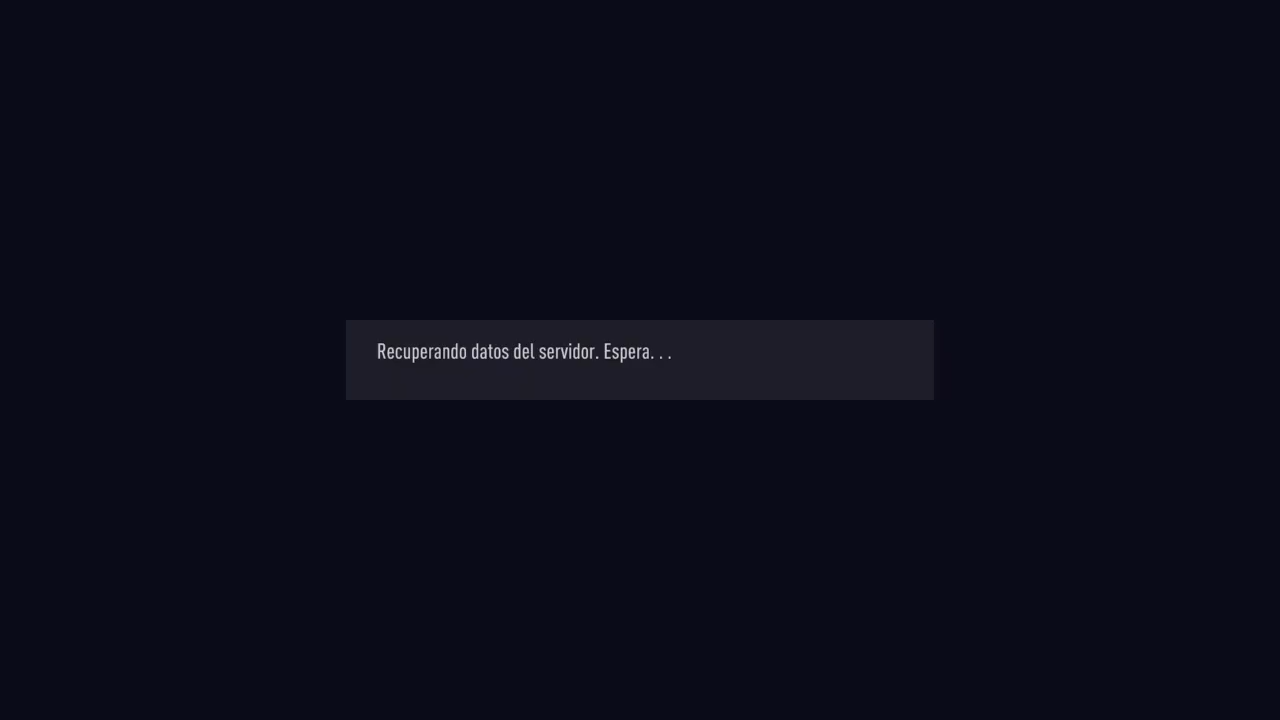 Recuperando datos del servidor. Espera. . .